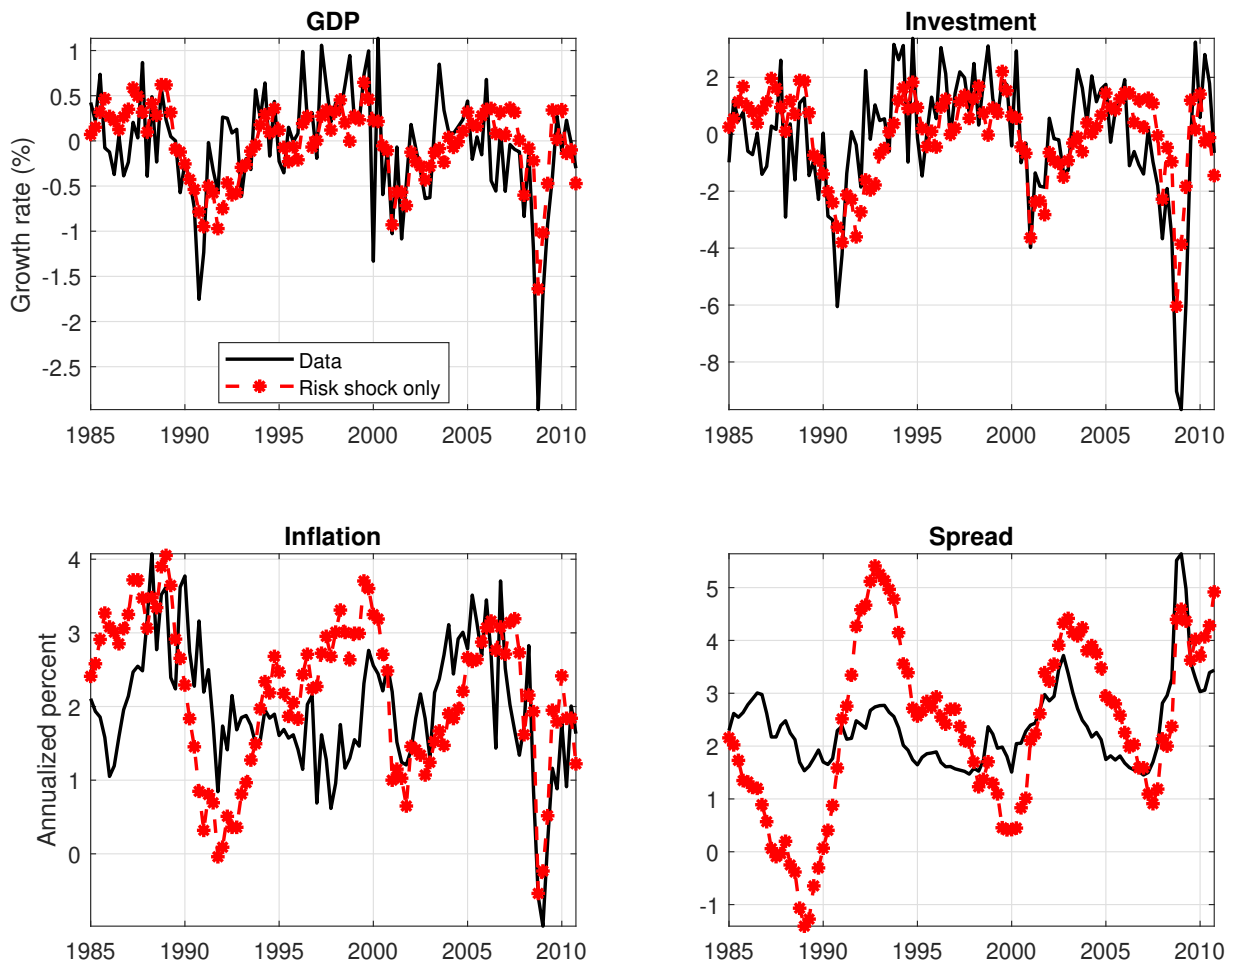 GDP
Growth rate (%)
1
0.5
0
-0.5
-1
-1.5
-2
-2.5
Data
Risk shock only
1985 1990 1995 2000 2005 2010
Investment
2
0
-2
-4
-6
-8
1985 1990 1995 2000 2005 2010
Inflation
Annualized percent
4
3
2
1
0
1985 1990 1995 2000 2005 2010
Spread
5
4
3
2
1
0
-1
1985 1990 1995 2000 2005 2010